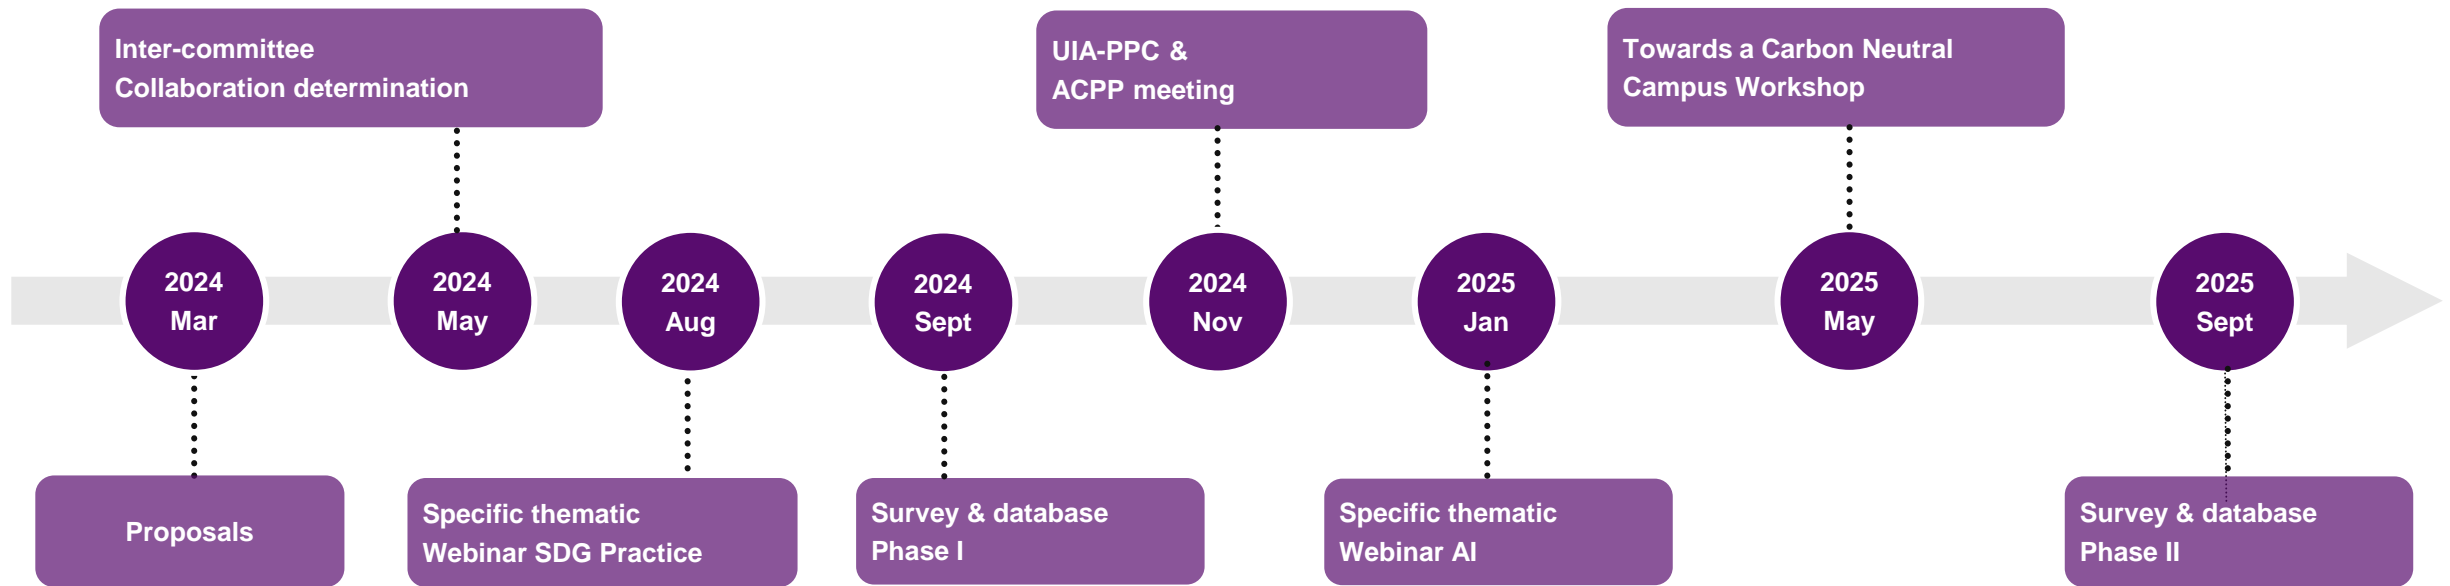 Inter-committee
Collaboration determination
UIA-PPC &
ACPP meeting
Towards a Carbon Neutral
Campus Workshop
2024
Mar
2024
May
2024
Aug
2024
Sept
2024
Nov
2025
Jan
2025
May
2025
Sept
Proposals
Specific thematic
Webinar SDG Practice
Survey & database
Phase I
Specific thematic
Webinar AI
Survey & database
Phase II